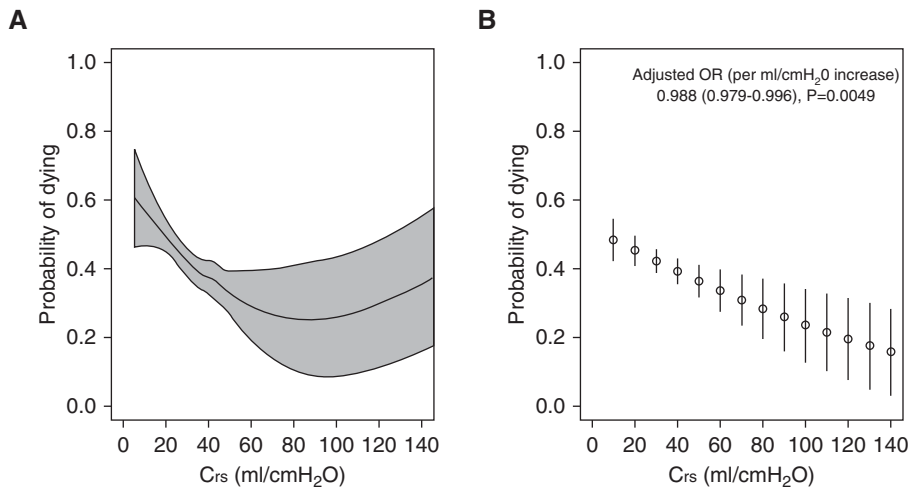 A
1.0
0.8
0.6
0.4
0.2
0.0
Probability of dying
0 20 40 60 80 100 120 140
Crs (ml/cmH₂O)
B
1.0
0.8
0.6
0.4
0.2
0.0
Probability of dying
Adjusted OR (per ml/cmH₂0 increase)
0.988 (0.979-0.996), P=0.0049
0 20 40 60 80 100 120 140
Crs (ml/cmH₂O)